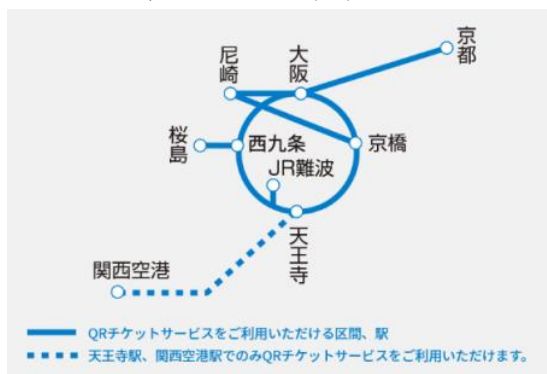 京都
尼崎
大阪
桜島
西九条
京橋
JR難波
天王寺
関西空港
QRチケットサービスをご利用いただける区間、駅
天王寺駅、関西空港駅でのみQRチケットサービスをご利用いただけます。